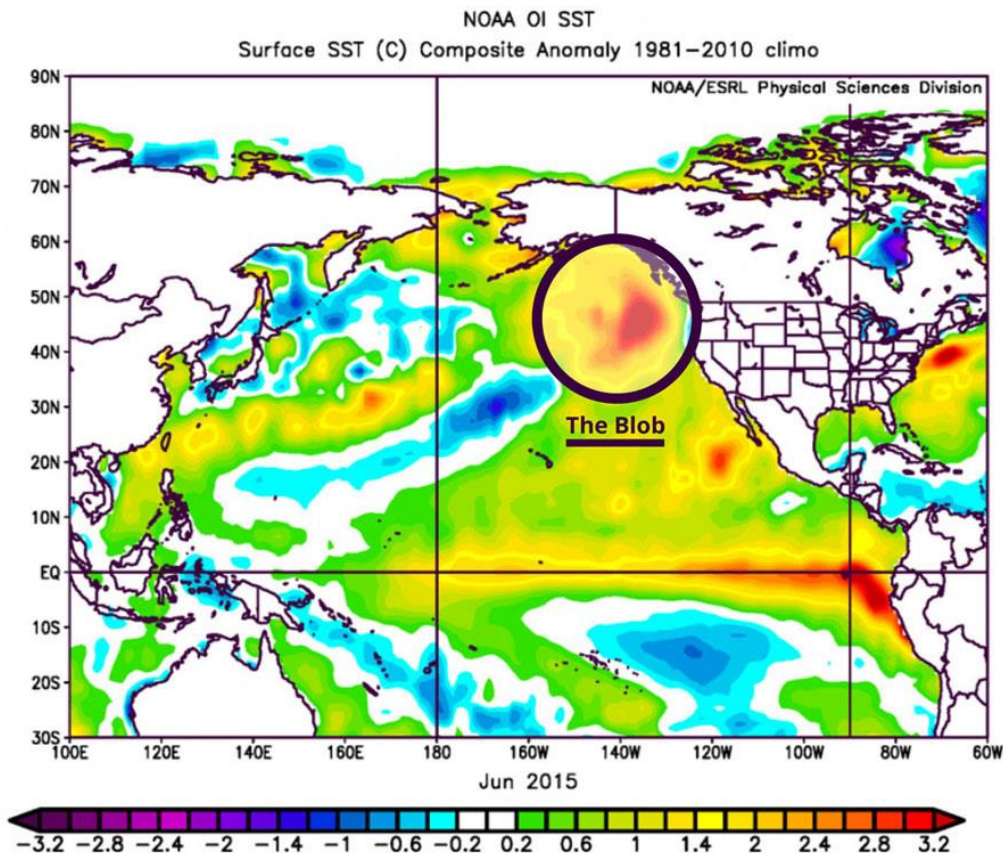 NOAA OI SST
Surface SST (C) Composite Anomaly 1981-2010 climo
90N
NOAA/ESRL Physical Sciences Division
80N
70N
60N
50N
40N
30N
The Blob
20N
10N
EQ
10S
20S
30S
100E 120E 140E 160E 180 160W 140W 120W 100W 80W 60W
Jun 2015
-3.2 -2.8 -2.4 -2 -1.4 -1 -0.6 -0.2 0.2 0.6 1 1.4 2 2.4 2.8 3.2